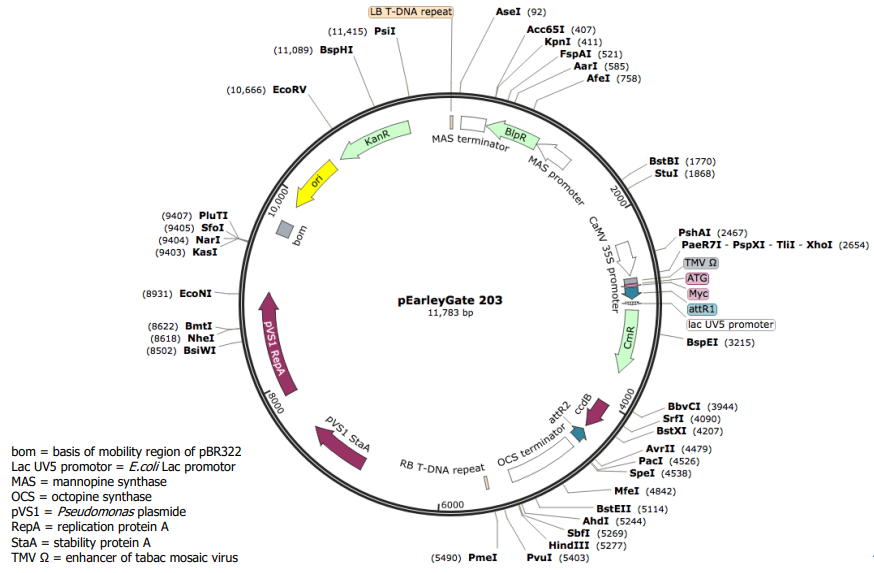 LB T-DNA repeat
AseI (92)
Acc65I (407)
KpnI (411)
FspAI (521)
AarI (585)
AfeI (758)
BstBI (1770)
StuI (1868)
PshAI (2467)
PaeR7I - PspXI - TliI - XhoI (2654)
TMV Ω
ATG
Myc
attR1
lac UV5 promoter
BspEI (3215)
BbvCI (3944)
SrfI (4090)
BstXI (4207)
AvrII (4479)
PacI (4526)
SpeI (4538)
MfeI (4842)
BstEII (5114)
AhdI (5244)
SbfI (5269)
HindIII (5277)
PvuI (5403)
(5490) PmeI
(8502) BsiWI
(8618) NheI
(8622) BmtI
(8931) EcoNI
(9403) KasI
(9404) NarI
(9405) SfoI
(9407) PluTI
(10,666) EcoRV
(11,089) BspHI
(11,415) PsiI
MAS terminator
BlpR
MAS promoter
2000
CaMV 35S promoter
CmR
4000
ccdB
attR2
OCS terminator
RB T-DNA repeat
6000
pVS1 StaA
8000
pVS1 RepA
bom
10,000
ori
KanR
pEarleyGate 203
11,783 bp
bom = basis of mobility region of pBR322
Lac UV5 promotor = E.coli Lac promotor
MAS = mannopine synthase
OCS = octopine synthase
pVS1 = Pseudomonas plasmide
RepA = replication protein A
StaA = stability protein A
TMV Ω = enhancer of tabac mosaic virus